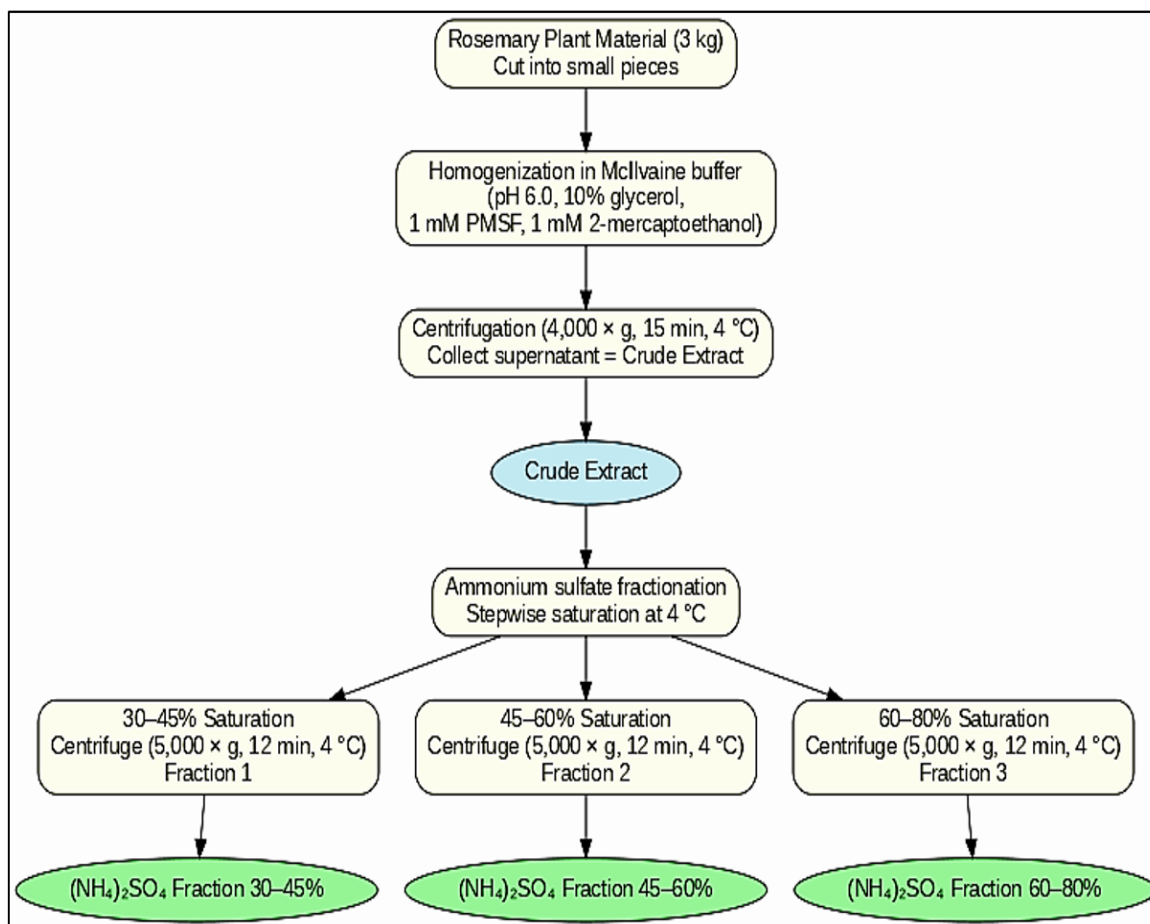 Rosemary Plant Material (3 kg)
Cut into small pieces
Homogenization in McIlvaine buffer
(pH 6.0, 10% glycerol,
1 mM PMSF, 1 mM 2-mercaptoethanol)
Centrifugation (4,000 × g, 15 min, 4 °C)
Collect supernatant = Crude Extract
Crude Extract
Ammonium sulfate fractionation
Stepwise saturation at 4 °C
30–45% Saturation
Centrifuge (5,000 × g, 12 min, 4 °C)
Fraction 1
45–60% Saturation
Centrifuge (5,000 × g, 12 min, 4 °C)
Fraction 2
60–80% Saturation
Centrifuge (5,000 × g, 12 min, 4 °C)
Fraction 3
(NH₄)₂SO₄ Fraction 30–45%
(NH₄)₂SO₄ Fraction 45–60%
(NH₄)₂SO₄ Fraction 60–80%